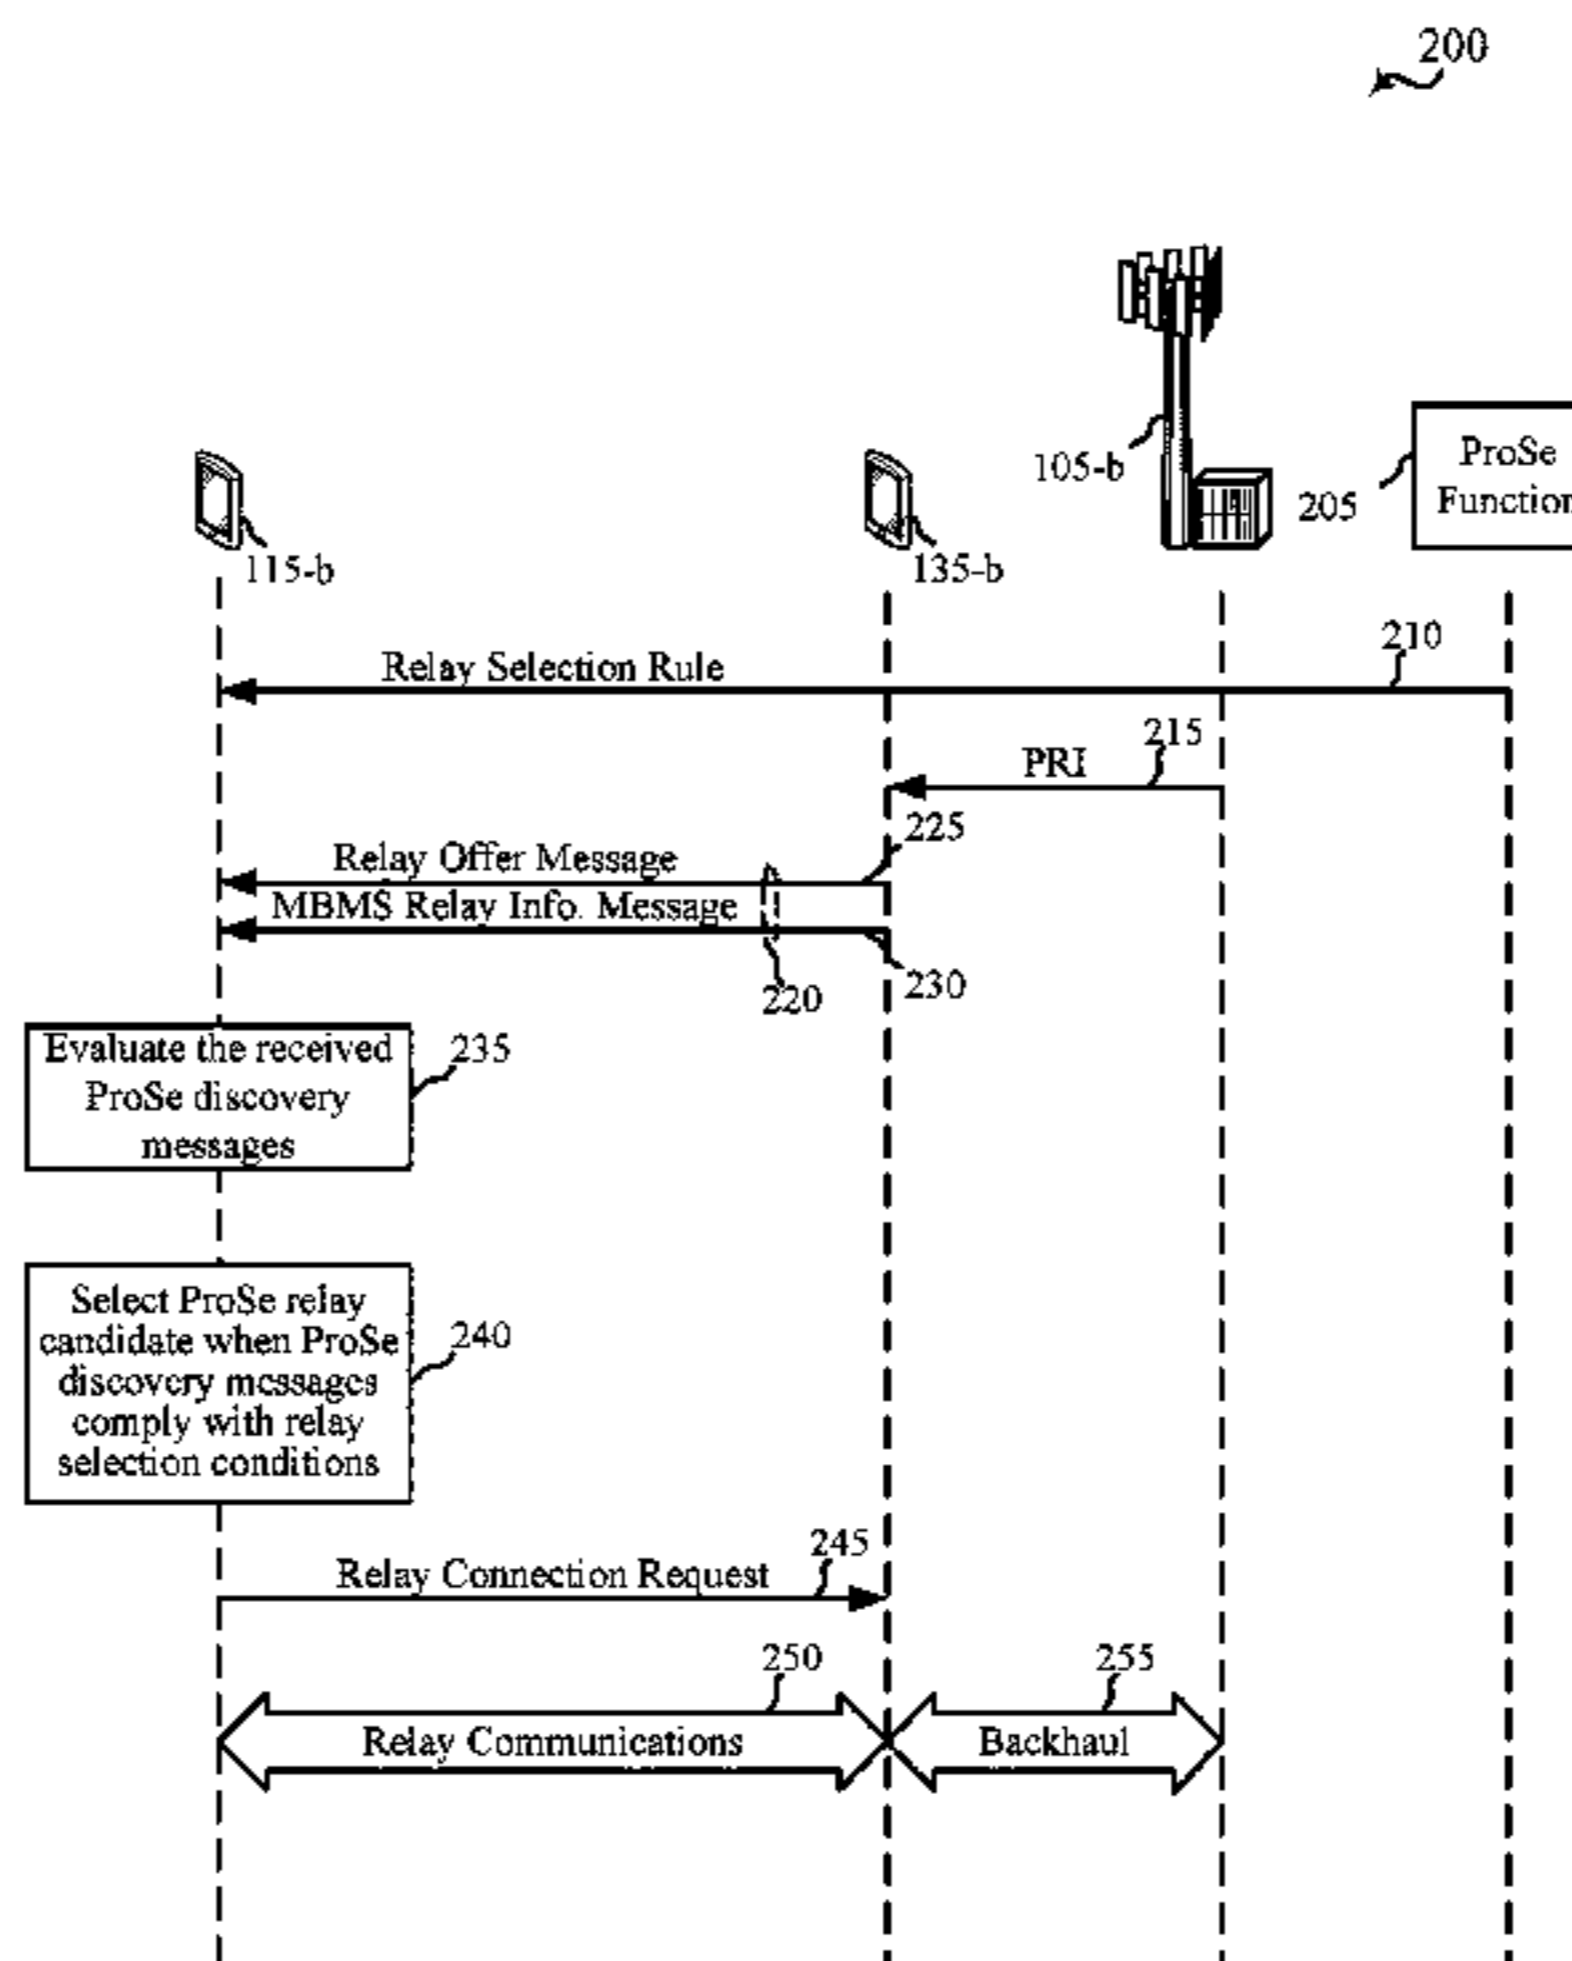 200
105-b
205
ProSe
Function
115-b
135-b
210
Relay Selection Rule
215
PRI
225
Relay Offer Message
MBMS Relay Info. Message
230
220
Evaluate the received
ProSe discovery
messages
235
Select ProSe relay
candidate when ProSe
discovery messages
comply with relay
selection conditions
240
245
Relay Connection Request
250
255
Relay Communications
Backhaul